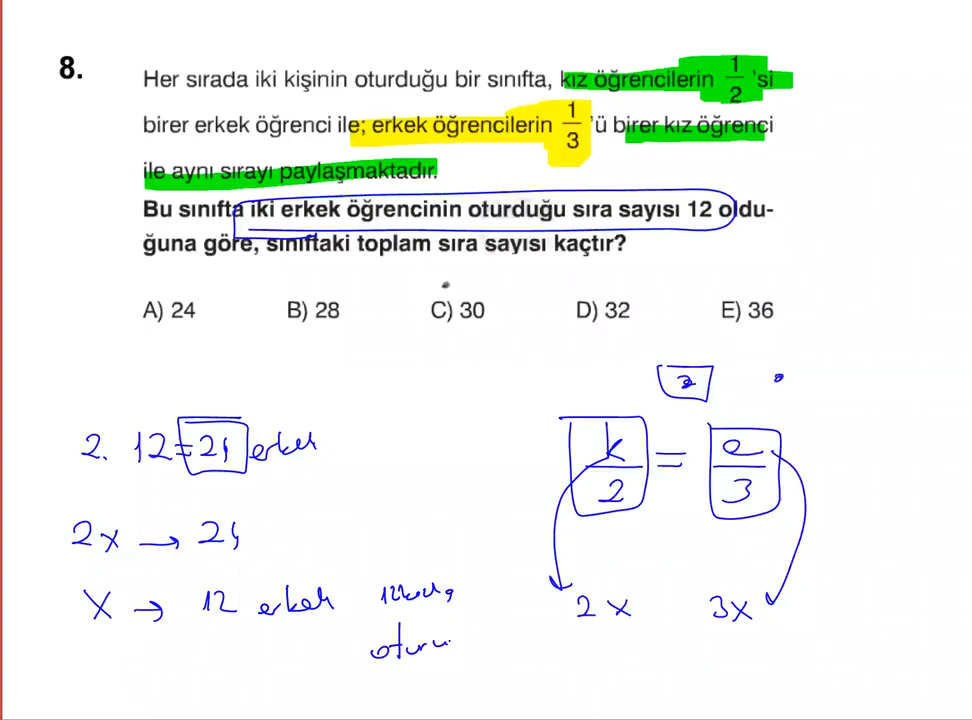 8.
Her sırada iki kişinin oturduğu bir sınıfta, kız öğrencilerin 1/2 'si
birer erkek öğrenci ile; erkek öğrencilerin 1/3 'ü birer kız öğrenci
ile aynı sırayı paylaşmaktadır.
Bu sınıfta iki erkek öğrencinin oturduğu sıra sayısı 12 oldu-
ğuna göre, sınıftaki toplam sıra sayısı kaçtır?
A) 24 B) 28 C) 30 D) 32 E) 36
2. 12 = 24 erkek
k/2 = e/3
2x → 24
x → 12 erkek
2x 3x